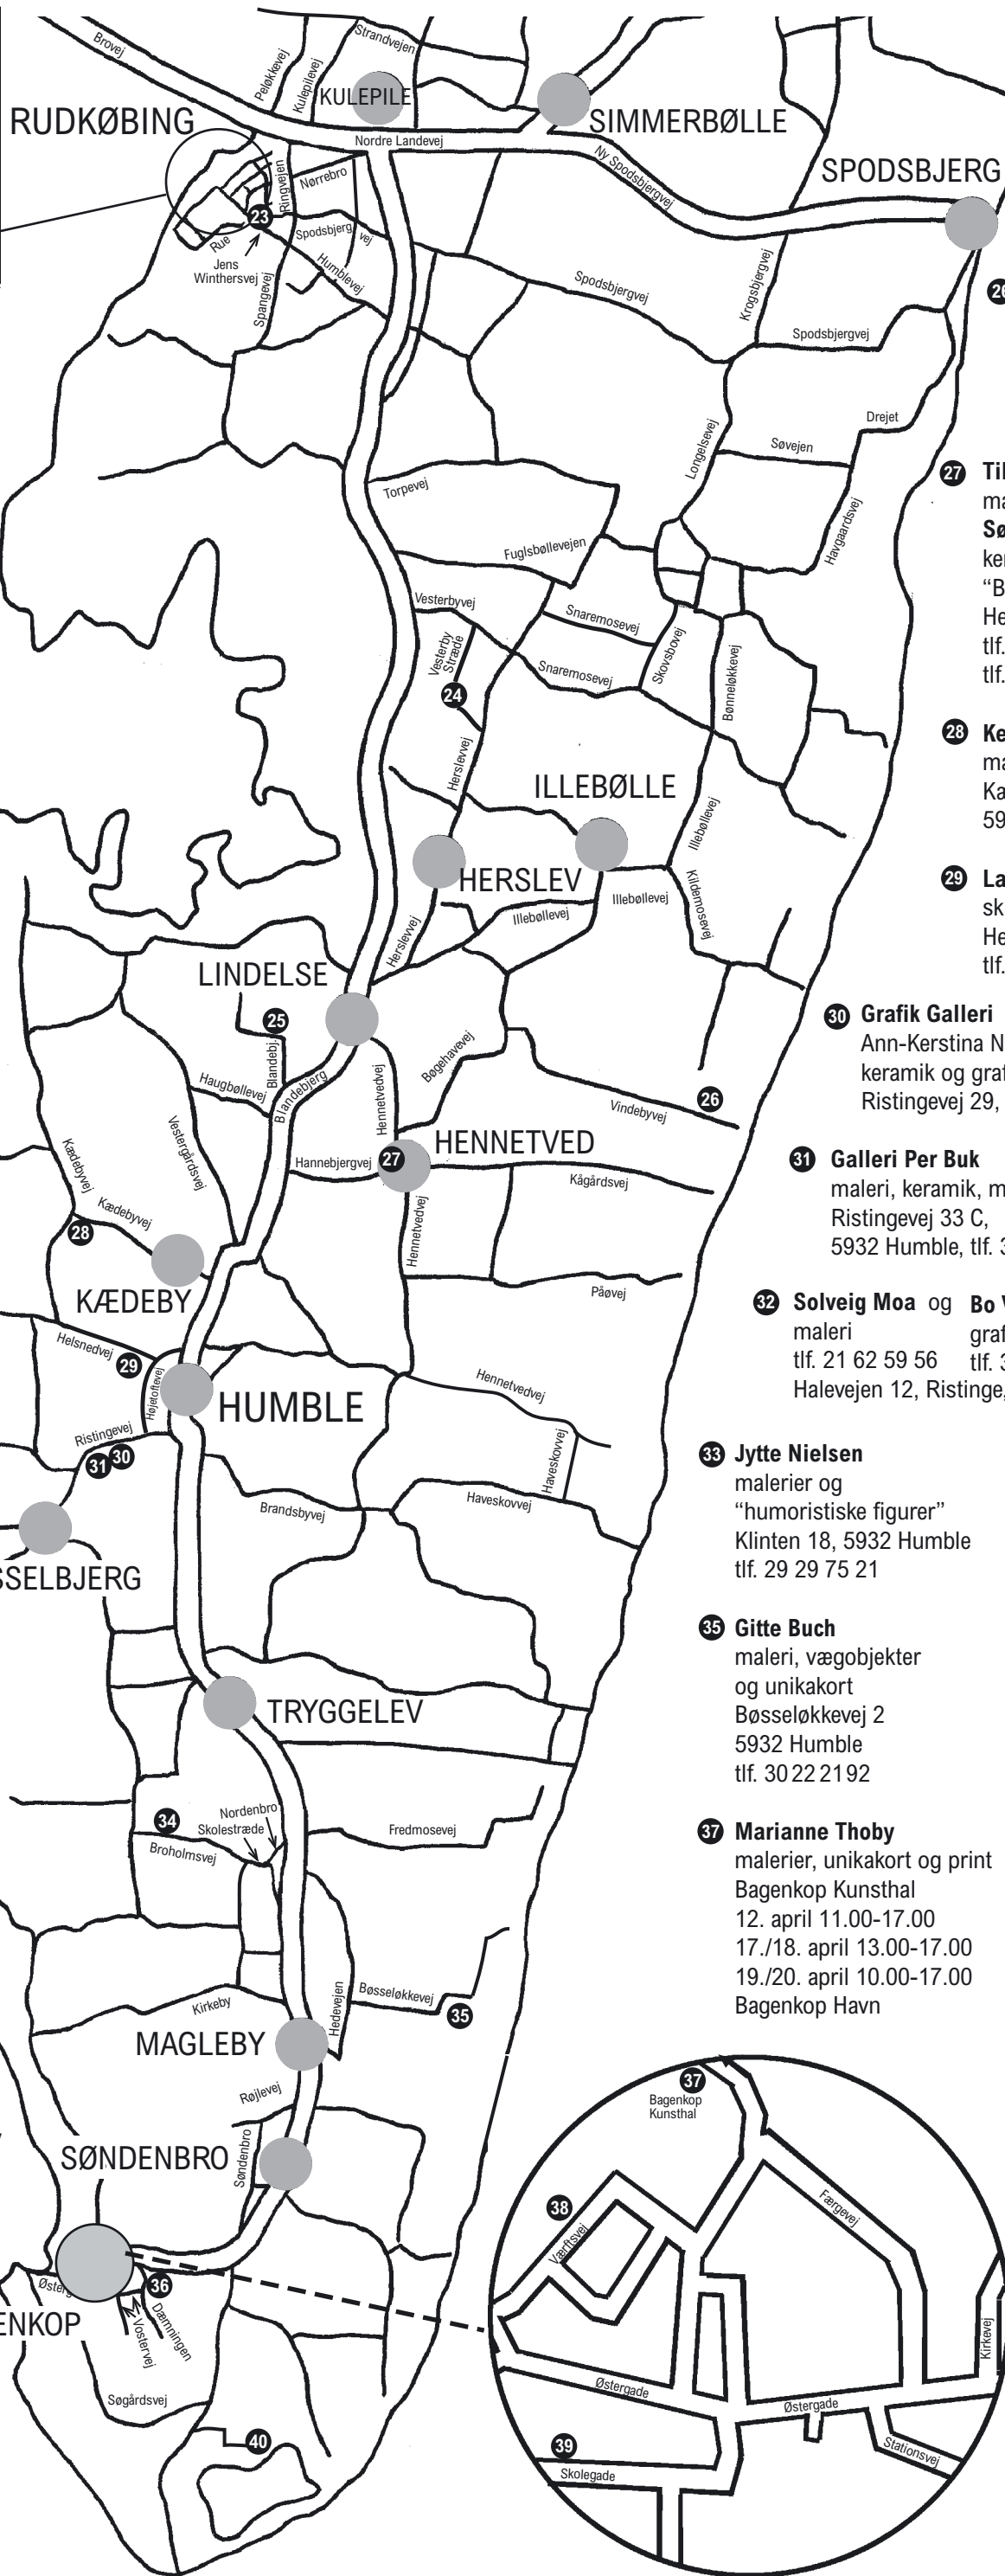 Brovej
Peløkkevej
Kulepilevej
Strandvejen
KULEPILE
RUDKØBING
SIMMERBØLLE
Nordre Landevej
Ny Spodsbjergvej
SPODSBJERG
Ringvejen
Nørrebro
23
Rue
Spodsbjerg vej
Jens
Winthersvej
Humblevej
Spangevej
Spodsbjergvej
Krogsbjergvej
Spodsbjergvej
26
Drejet
Longelsevej
Søvejen
Torpevej
Havgaardsvej
Fuglsbøllevejen
27
Vesterbyvej
Snaremosevej
Vesterby
Stræde
Skovsbovej
Snaremosevej
Bønneløkkevej
24
28
Herslevvej
ILLEBØLLE
Illebøllevej
HERSLEV
29
Illebøllevej
Illebøllevej
Kildemosevej
Herslevvej
LINDELSE
25
Blandebj.
30 Grafik Galleri
Ann-Kerstina N
keramik og graf
Ristingevej 29,
Bøgehavevej
Haugbøllevej
Blandebjerg
Hennetvedvej
Vindebyvej
26
Vestergårdsvej
HENNETVED
Hannebjergvej
27
Kågårdsvej
31 Galleri Per Buk
maleri, keramik, m
Ristingevej 33 C,
5932 Humble, tlf. 3
Kædebyvej
Kædebyvej
28
Hennetvedvej
KÆDEBY
Påøvej
32 Solveig Moa og Bo
maleri graf
tlf. 21 62 59 56 tlf. 3
Halevejen 12, Ristinge,
Helsnedvej
29
Højetoftevej
HUMBLE
Hennetvedvej
Ristingevej
31 30
Haveskovvej
33 Jytte Nielsen
malerier og
“humoristiske figurer”
Klinten 18, 5932 Humble
tlf. 29 29 75 21
Brandsbyvej
Haveskovvej
SSELBJERG
35 Gitte Buch
maleri, vægobjekter
og unikakort
Bøsseløkkevej 2
5932 Humble
tlf. 30 22 21 92
TRYGGELEV
34
Nordenbro
Skolestræde
Broholmsvej
Fredmosevej
37 Marianne Thoby
malerier, unikakort og print
Bagenkop Kunsthal
12. april 11.00-17.00
17./18. april 13.00-17.00
19./20. april 10.00-17.00
Bagenkop Havn
Kirkeby
Hedevejen
Bøsseløkkevej
35
MAGLEBY
Røjlevej
SØNDENBRO
Søndenbro
36
Østerg
ENKOP
Vostervej
Dæmningen
Søgårdsvej
40
37
Bagenkop
Kunsthal
38
Værftsvej
Færgevej
Kirkevej
Østergade
Østergade
39
Skolegade
Stationsvej